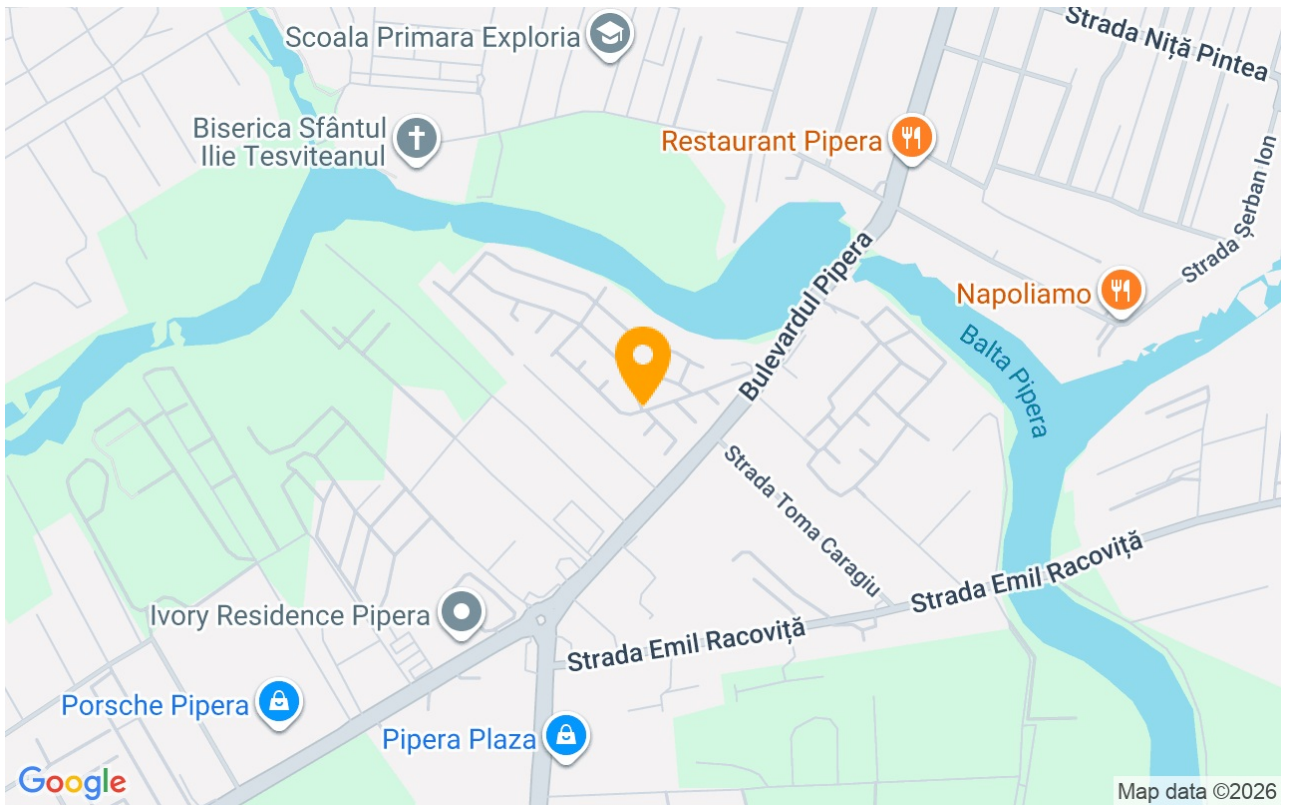 Strada Niță Pintea
Scoala Primara Exploria
Biserica Sfântul
Ilie Tesviteanul
Restaurant Pipera
Strada Șerban Ion
Bulevardul Pipera
Napoliamo
Balta Pipera
Strada Toma Caragiu
Strada Emil Racoviță
Ivory Residence Pipera
Strada Emil Racoviță
Porsche Pipera
Pipera Plaza
Google
Map data ©2026